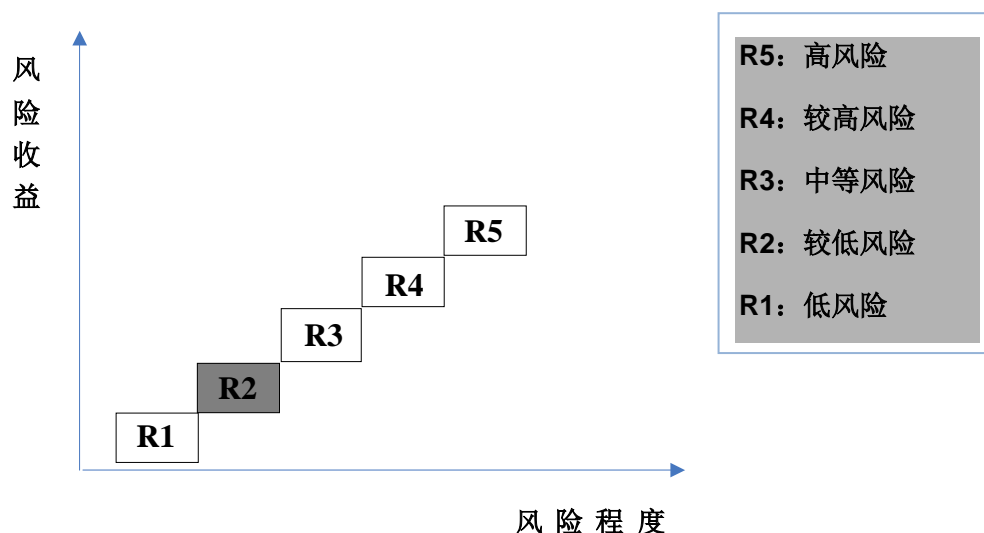 风
险
收
益
R5
R4
R3
R2
R1
风 险 程 度
R5：高风险
R4：较高风险
R3：中等风险
R2：较低风险
R1：低风险